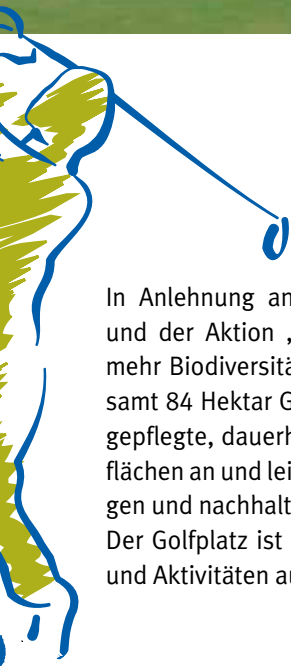 In Anlehnung an
und der Aktion „
mehr Biodiversitä
samt 84 Hektar G
gepflegte, dauerh
flächen an und lei
gen und nachhalt
Der Golfplatz ist
und Aktivitäten au